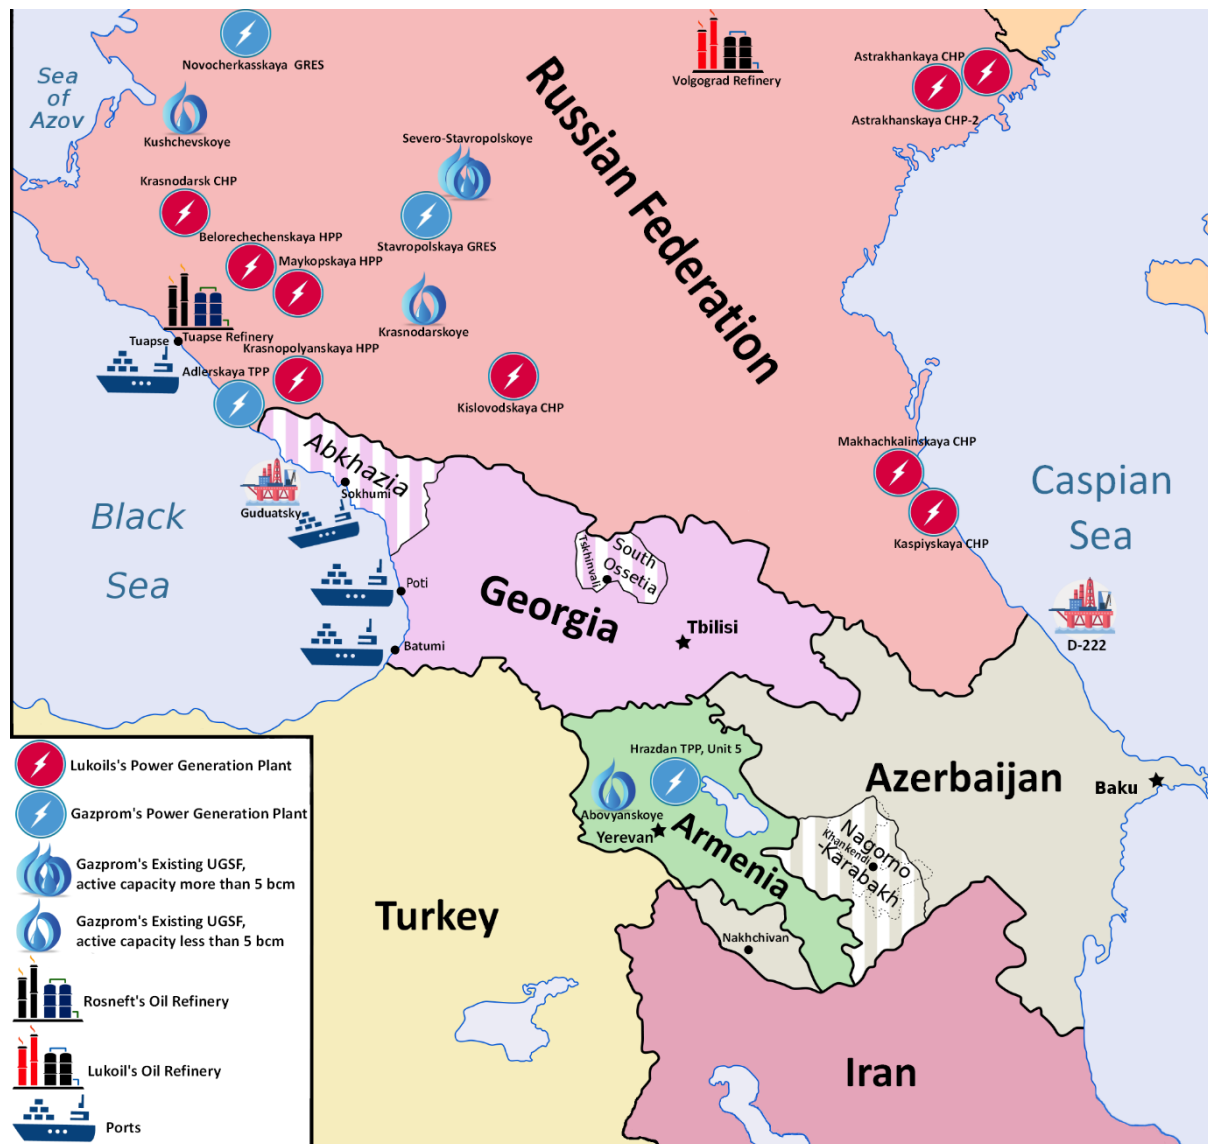 Sea
of
Azov
Novocherkasskaya GRES
Kushchevskoye
Severo-Stavropolskoye
Volgograd Refinery
Astrakhankaya CHP
Astrakhanskaya CHP-2
Russian Federation
Krasnodarsk CHP
Belorechechenskaya HPP
Maykopskaya HPP
Stavropolskaya GRES
Krasnodarskoye
Tuapse
Tuapse Refinery
Krasnopolyanskaya HPP
Adlerskaya TPP
Kislovodskaya CHP
Makhachkalinskaya CHP
Kaspiyskaya CHP
Caspian
Sea
D-222
Abkhazia
Sokhumi
Guduatsky
Black
Sea
Poti
Batumi
Georgia
Tskhinvali
South
Ossetia
Tbilisi
Hrazdan TPP, Unit 5
Abovyanskoye
Yerevan
Armenia
Azerbaijan
Baku
Nagorno
-Karabakh
Khankendi
Nakhchivan
Turkey
Iran
Lukoils's Power Generation Plant
Gazprom's Power Generation Plant
Gazprom's Existing UGSF,
active capacity more than 5 bcm
Gazprom's Existing UGSF,
active capacity less than 5 bcm
Rosneft's Oil Refinery
Lukoil's Oil Refinery
Ports